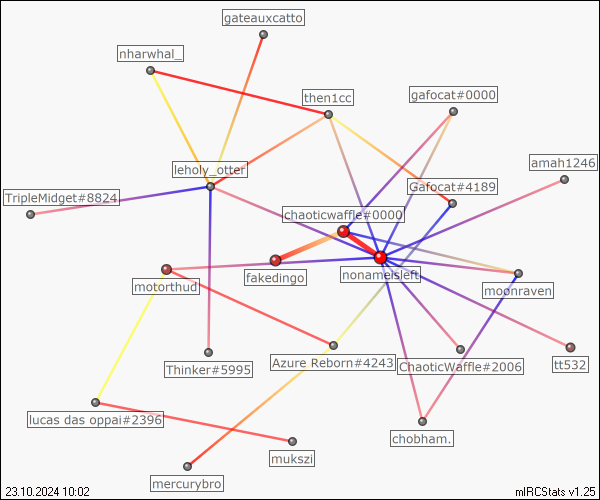 gateauxcatto
nharwhal_
then1cc
gafocat#0000
amah1246
leholy_otter
TripleMidget#8824
Gafocat#4189
chaoticwaffle#0000
fakedingo
nonameisleft
motorthud
moonraven
Thinker#5995
Azure Reborn#4243
ChaoticWaffle#2006
tt532
lucas das oppai#2396
chobham.
mukszi
mercurybro
23.10.2024 10:02
mIRCStats v1.25